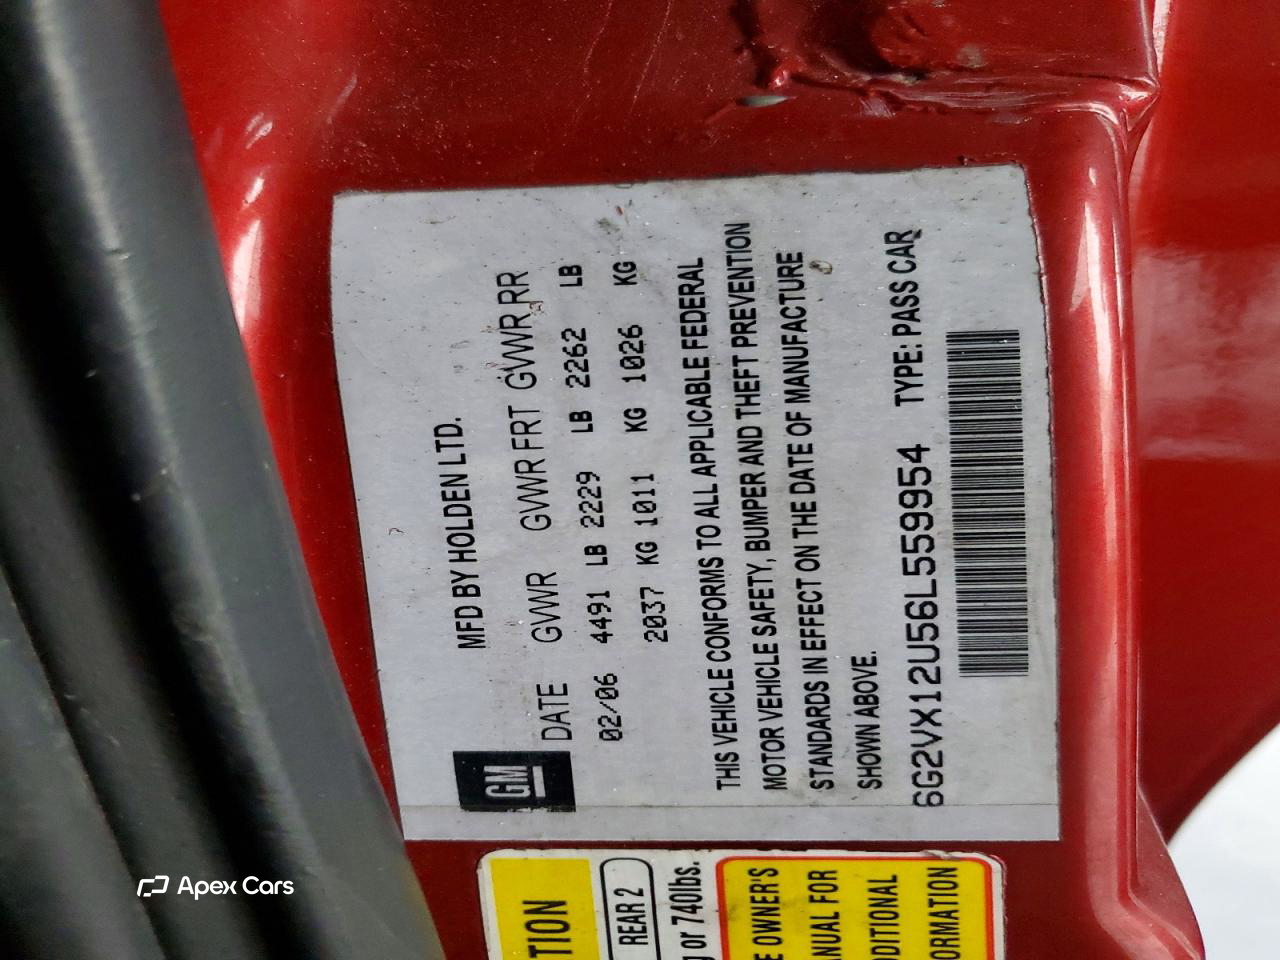 MFD BY HOLDEN LTD.
GM
DATE GVWR GVWR FRT GVWR RR
02/06 4491 LB 2229 LB 2262 LB
2037 KG 1011 KG 1026 KG
THIS VEHICLE CONFORMS TO ALL APPLICABLE FEDERAL
MOTOR VEHICLE SAFETY, BUMPER AND THEFT PREVENTION
STANDARDS IN EFFECT ON THE DATE OF MANUFACTURE
SHOWN ABOVE.
6G2VX12U56L559954 TYPE: PASS CAR
TION
REAR 2
or 740lbs.
OWNER'S
FOR
Apex Cars